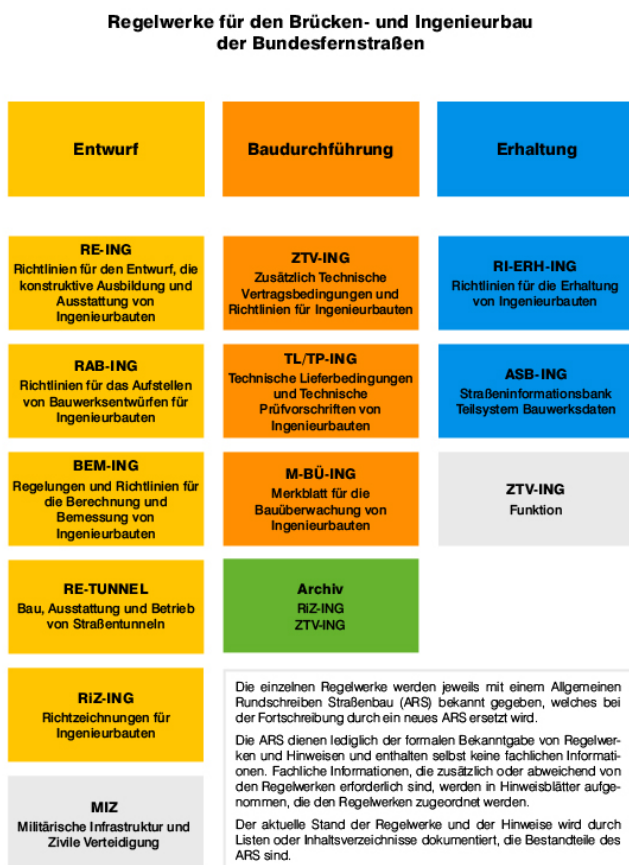 Regelwerke für den Brücken- und Ingenieurbau
der Bundesfernstraßen
Entwurf
Baudurchführung
Erhaltung
RE-ING
Richtlinien für den Entwurf, die
konstruktive Ausbildung und
Ausstattung von
Ingenieurbauten
ZTV-ING
Zusätzlich Technische
Vertragsbedingungen und
Richtlinien für Ingenieurbauten
RI-ERH-ING
Richtlinien für die Erhaltung
von Ingenieurbauten
RAB-ING
Richtlinien für das Aufstellen
von Bauwerksentwürfen für
Ingenieurbauten
TL/TP-ING
Technische Lieferbedingungen
und Technische
Prüfvorschriften von
Ingenieurbauten
ASB-ING
Straßeninformationsbank
Teilsystem Bauwerksdaten
BEM-ING
Regelungen und Richtlinien für
die Berechnung und
Bemessung von
Ingenieurbauten
M-BÜ-ING
Merkblatt für die
Bauüberwachung von
Ingenieurbauten
ZTV-ING
Funktion
RE-TUNNEL
Bau, Ausstattung und Betrieb
von Straßentunneln
Archiv
RiZ-ING
ZTV-ING
RiZ-ING
Richtzeichnungen für
Ingenieurbauten
MIZ
Militärische Infrastruktur und
Zivile Verteidigung
Die einzelnen Regelwerke werden jeweils mit einem Allgemeinen
Rundschreiben Straßenbau (ARS) bekannt gegeben, welches bei
der Fortschreibung durch ein neues ARS ersetzt wird.
Die ARS dienen lediglich der formalen Bekanntgabe von Regelwer-
ken und Hinweisen und enthalten selbst keine fachlichen Informati-
onen. Fachliche Informationen, die zusätzlich oder abweichend von
den Regelwerken erforderlich sind, werden in Hinweisblätter aufge-
nommen, die den Regelwerken zugeordnet werden.
Der aktuelle Stand der Regelwerke und der Hinweise wird durch
Listen oder Inhaltsverzeichnisse dokumentiert, die Bestandteile des
ARS sind.